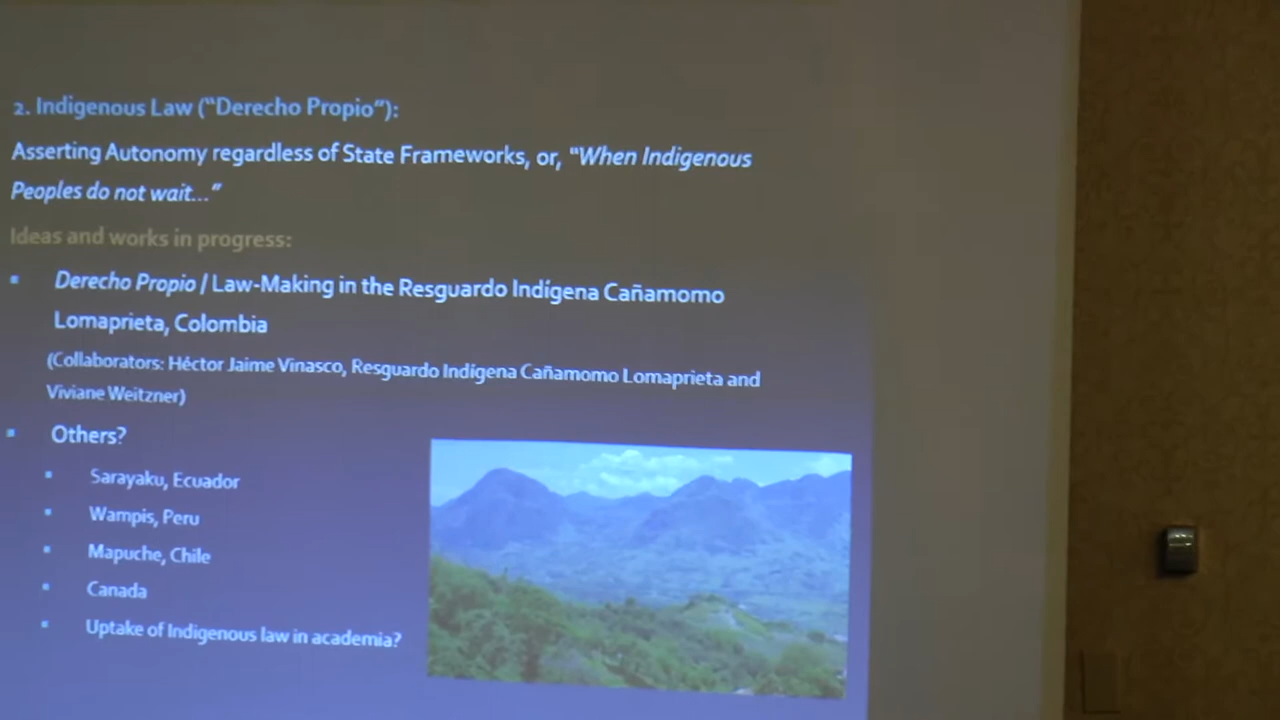 2. Indigenous Law ("Derecho Propio"):
Asserting Autonomy regardless of State Frameworks, or, "When Indigenous
Peoples do not wait..."
Ideas and works in progress:
▪ Derecho Propio / Law-Making in the Resguardo Indígena Cañamomo
Lomaprieta, Colombia
(Collaborators: Héctor Jaime Vinasco, Resguardo Indígena Cañamomo Lomaprieta and
Viviane Weitzner)
▪ Others?
▪ Sarayaku, Ecuador
▪ Wampis, Peru
▪ Mapuche, Chile
▪ Canada
▪ Uptake of Indigenous law in academia?